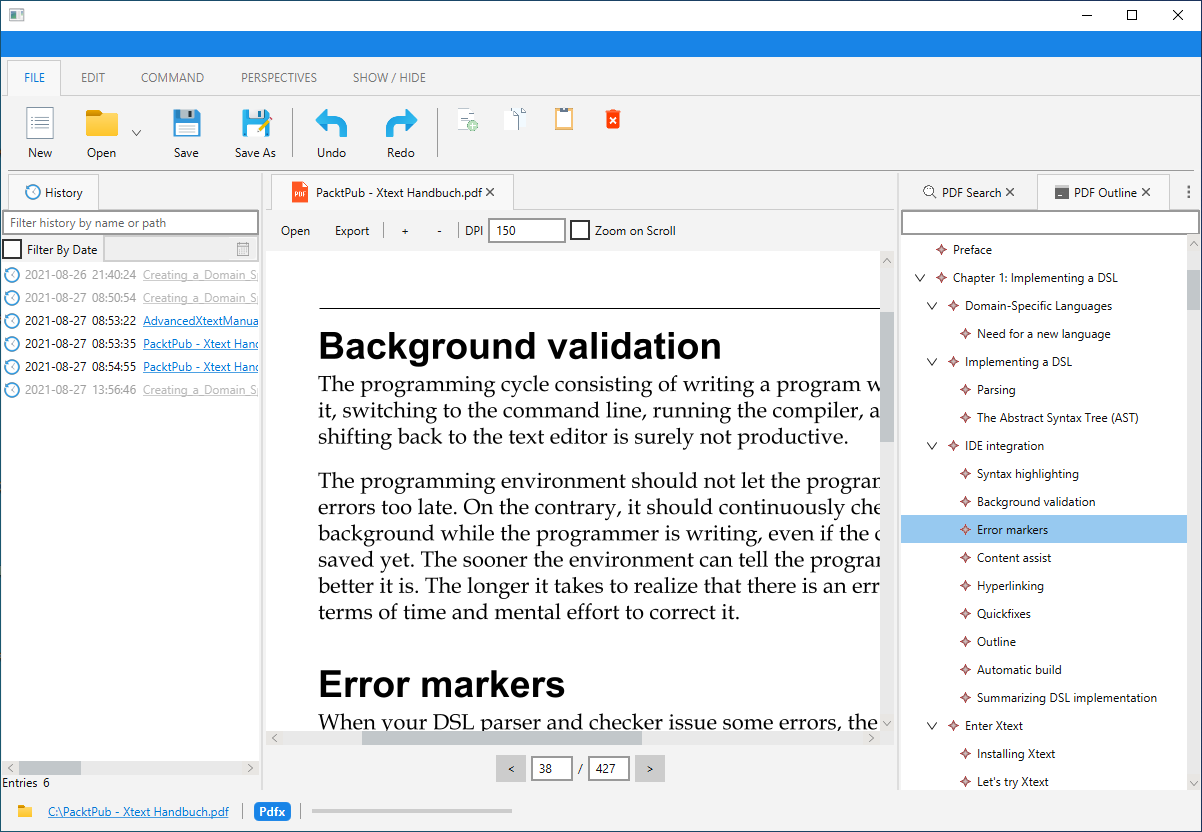 FILE EDIT COMMAND PERSPECTIVES SHOW / HIDE
New Open Save Save As Undo Redo
History
Filter history by name or path
Filter By Date
2021-08-26 21:40:24 Creating_a_Domain_S
2021-08-27 08:50:54 Creating_a_Domain_S
2021-08-27 08:53:22 AdvancedXtextManua
2021-08-27 08:53:35 PacktPub - Xtext Hand
2021-08-27 08:54:55 PacktPub - Xtext Hand
2021-08-27 13:56:46 Creating_a_Domain_S
Entries 6
PDF PacktPub - Xtext Handbuch.pdf
Open Export + - DPI 150 Zoom on Scroll
Background validation
The programming cycle consisting of writing a program w
it, switching to the command line, running the compiler, a
shifting back to the text editor is surely not productive.
The programming environment should not let the program
errors too late. On the contrary, it should continuously che
background while the programmer is writing, even if the
saved yet. The sooner the environment can tell the program
better it is. The longer it takes to realize that there is an err
terms of time and mental effort to correct it.
Error markers
When your DSL parser and checker issue some errors, the
< 38 / 427 >
PDF Search PDF Outline
Preface
Chapter 1: Implementing a DSL
Domain-Specific Languages
Need for a new language
Implementing a DSL
Parsing
The Abstract Syntax Tree (AST)
IDE integration
Syntax highlighting
Background validation
Error markers
Content assist
Hyperlinking
Quickfixes
Outline
Automatic build
Summarizing DSL implementation
Enter Xtext
Installing Xtext
Let's try Xtext
C:\PacktPub - Xtext Handbuch.pdf Pdfx